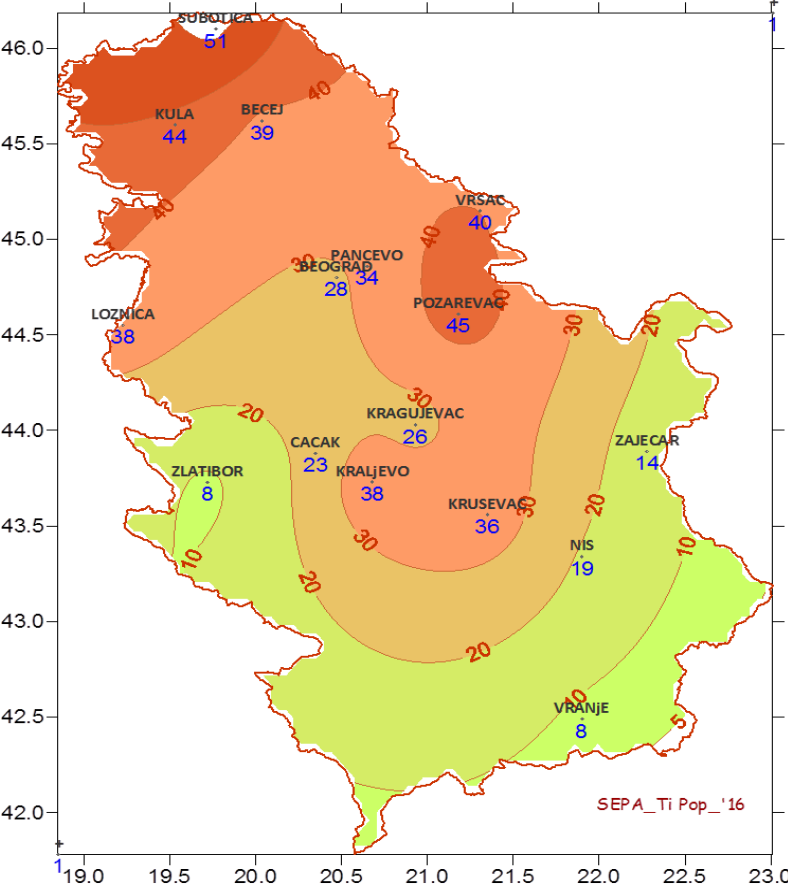 1
SUBOTICA
51
46.0
40
KULA
44
BECEJ
39
45.5
VRSAC
40
40
40
45.0
30
PANCEVO
34
BEOGRAD
28
40
POZAREVAC
45
LOZNICA
38
44.5
30
20
30
20
KRAGUJEVAC
26
44.0
CACAK
23
ZAJECAR
14
ZLATIBOR
8
KRALjEVO
38
KRUSEVAC
36
30
20
43.5
30
NIS
19
10
10
20
43.0
20
10
VRANjE
8
5
42.5
42.0
SEPA_Ti Pop_'16
1
19.0 19.5 20.0 20.5 21.0 21.5 22.0 22.5 23.0